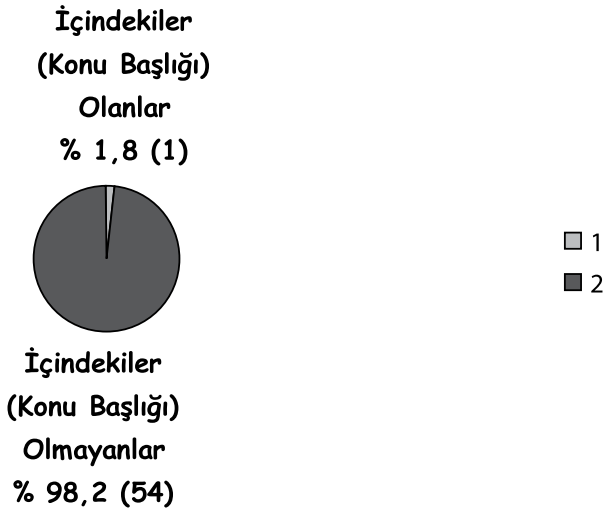 İçindekiler
(Konu Başlığı)
Olanlar
% 1,8 (1)
1
2
İçindekiler
(Konu Başlığı)
Olmayanlar
% 98,2 (54)